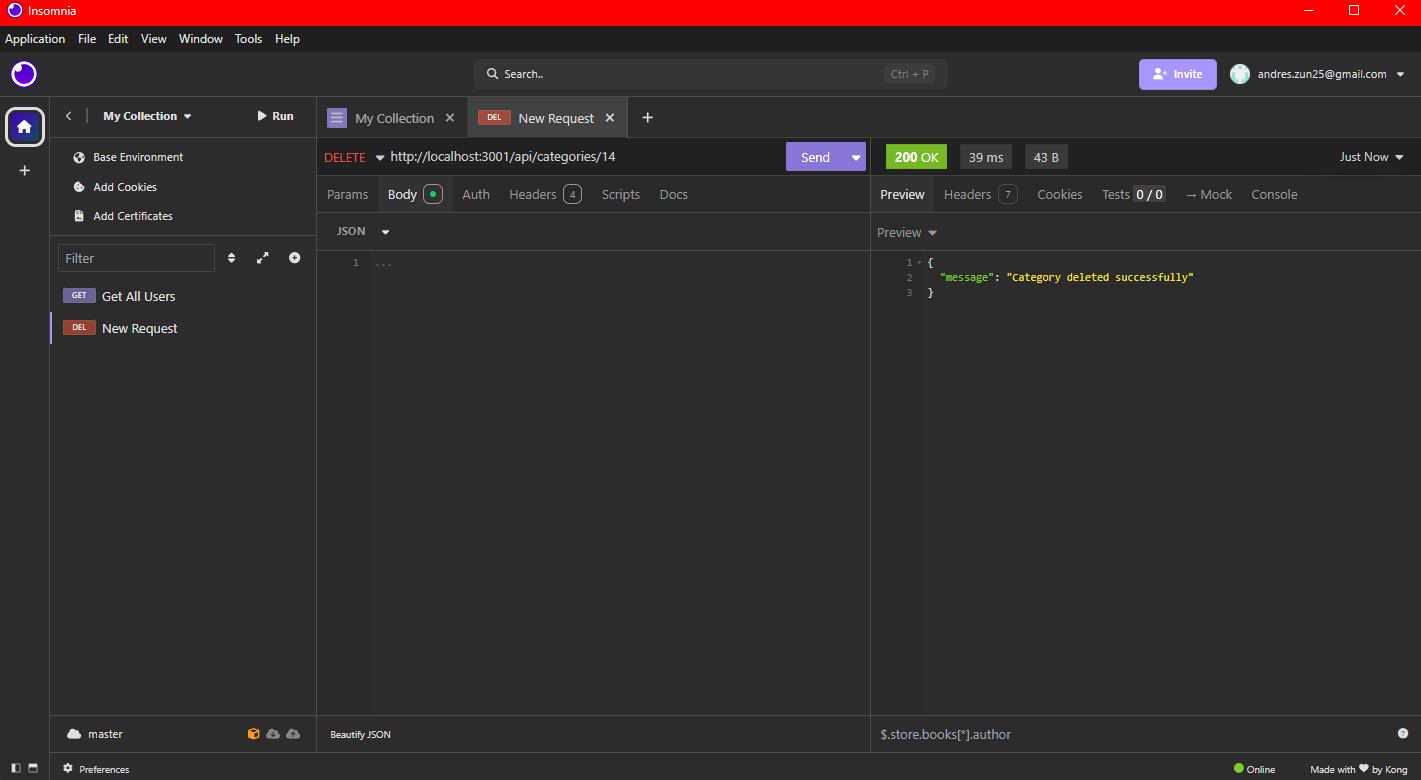 Insomnia
Application File Edit View Window Tools Help
Search.. Ctrl + P
Invite
andres.zun25@gmail.com
My Collection
Run
My Collection
DEL New Request
Base Environment
Add Cookies
Add Certificates
Filter
GET Get All Users
DEL New Request
DELETE http://localhost:3001/api/categories/14 Send
Params Body Auth Headers 4 Scripts Docs
JSON
1 ...
200 OK 39 ms 43 B Just Now
Preview Headers 7 Cookies Tests 0 / 0 → Mock Console
Preview
1 {
2 "message": "Category deleted successfully"
3 }
master
Beautify JSON
$.store.books[*].author ?
Preferences
Online
Made with ❤ by Kong